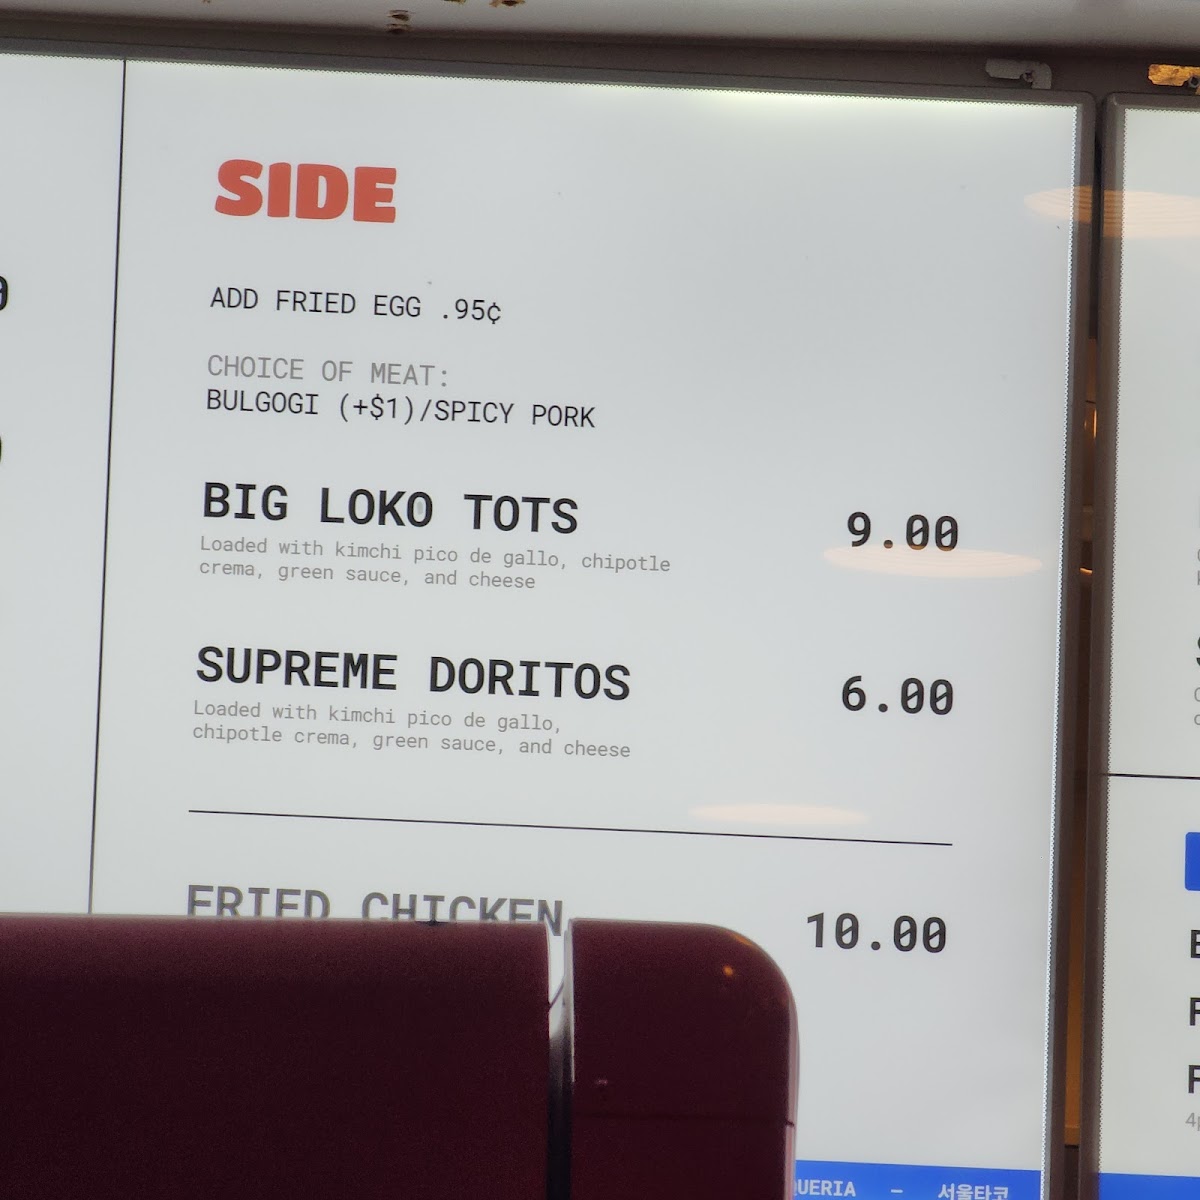 SIDE
ADD FRIED EGG .95¢
CHOICE OF MEAT:
BULGOGI (+$1)/SPICY PORK
BIG LOKO TOTS 9.00
Loaded with kimchi pico de gallo, chipotle
crema, green sauce, and cheese
SUPREME DORITOS 6.00
Loaded with kimchi pico de gallo,
chipotle crema, green sauce, and cheese
FRIED CHICKEN 10.00
– 서울타코